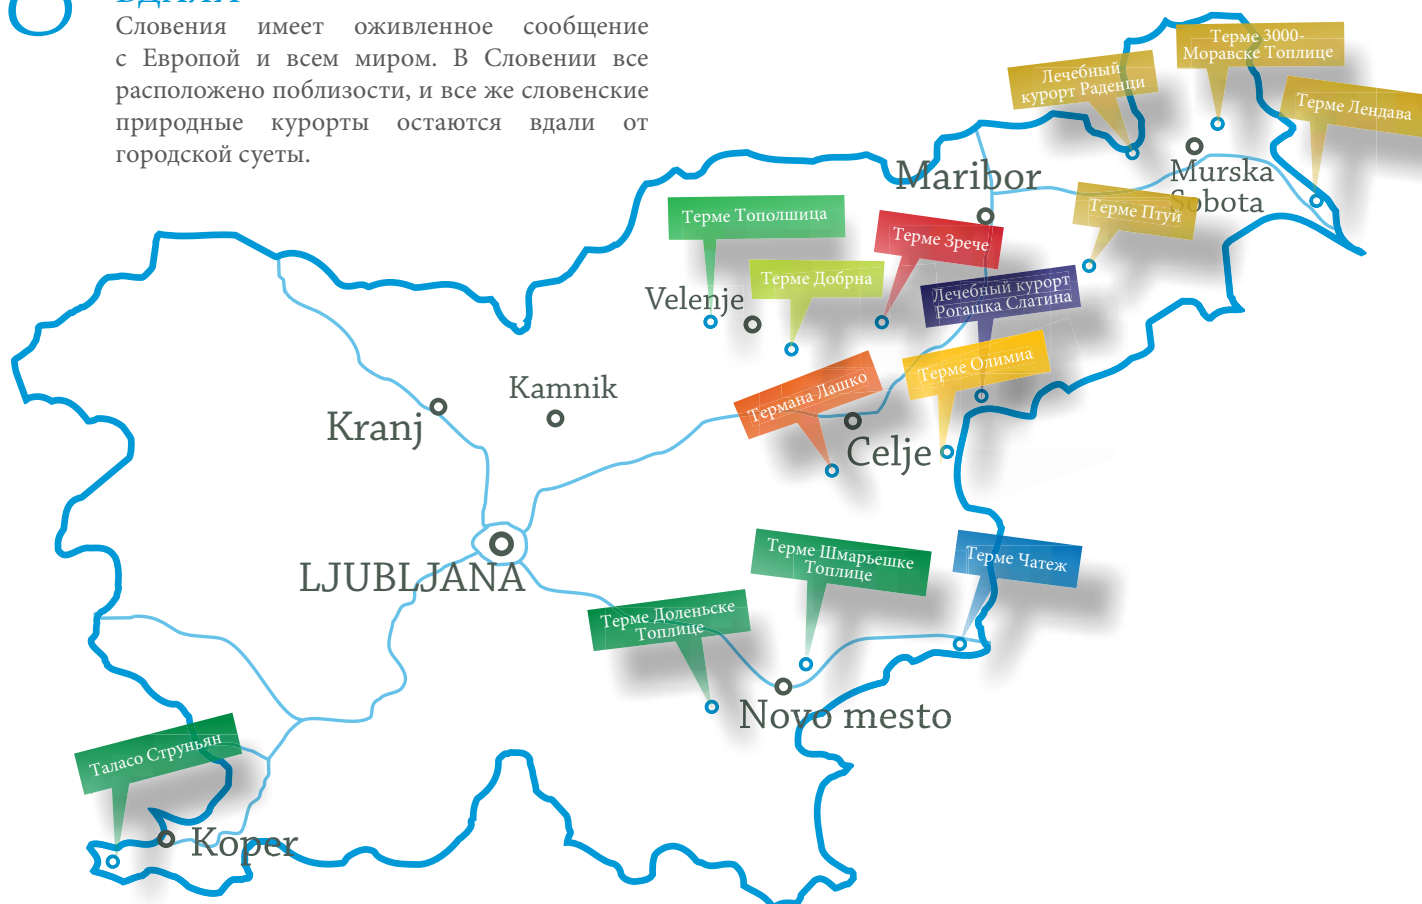 Словения имеет оживленное сообщение
с Европой и всем миром. В Словении все
расположено поблизости, и все же словенские
природные курорты остаются вдали от
городской суеты.
Терме 3000-
Моравске Топлице
Лечебный
курорт Раденци
Терме Лендава
Murska
Sobota
Maribor
Терме Птуй
Терме Тополшица
Терме Зрече
Терме Добрна
Лечебный курорт
Рогашка Слатина
Velenje
Терме Олимиа
Термана Лашко
Kamnik
Kranj
Celje
LJUBLJANA
Терме Шмарьешке
Топлице
Терме Чатеж
Терме Доленьске
Топлице
Novo mesto
Таласо Струньян
Koper